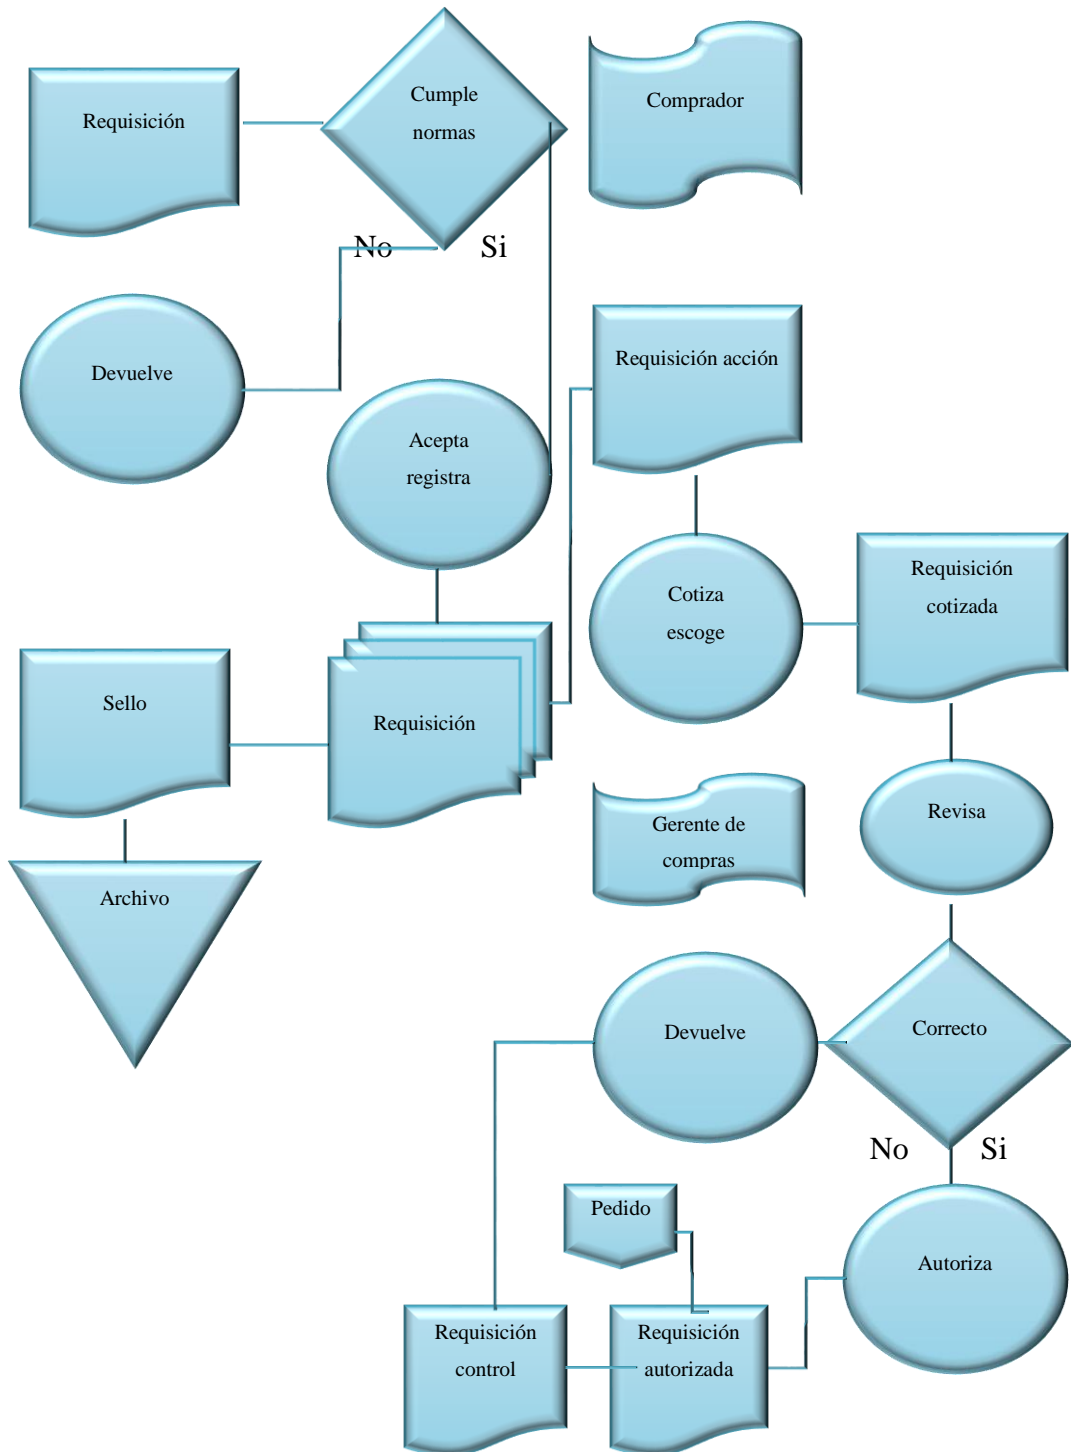 Requisición
Cumple
normas
Comprador
No
Si
Devuelve
Acepta
registra
Requisición acción
Cotiza
escoge
Requisición
cotizada
Sello
Requisición
Archivo
Gerente de
compras
Revisa
Devuelve
Correcto
No
Si
Pedido
Autoriza
Requisición
control
Requisición
autorizada